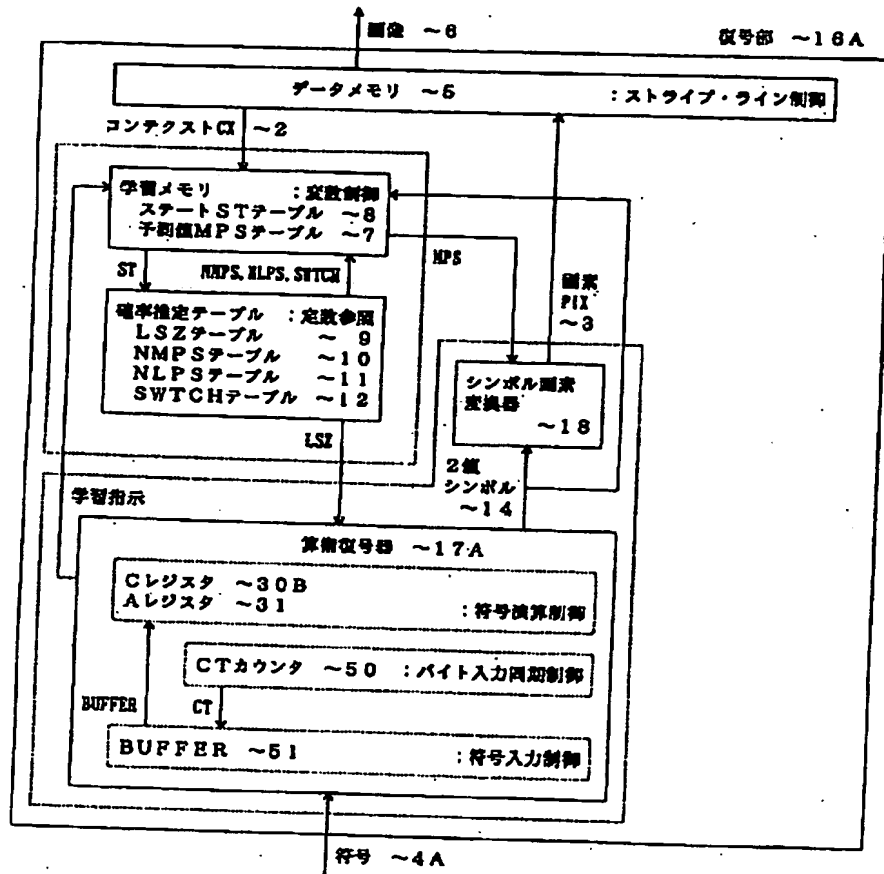 画像 ~6
復号部 ~16A
データメモリ ~5 :ストライプ・ライン制御
コンテクストCX ~2
学習メモリ :変数制御
ステートSTテーブル ~8
予測値MPSテーブル ~7
ST
NMPS,NLPS,SWTCH
MPS
画素
PIX
~3
確率推定テーブル :定数参照
LSZテーブル ~ 9
NMPSテーブル ~10
NLPSテーブル ~11
SWTCHテーブル ~12
シンボル画素
変換器
~18
LSZ
2値
シンボル
~14
学習指示
算術復号器 ~17A
Cレジスタ ~30B
Aレジスタ ~31 :符号演算制御
CTカウンタ ~50 :バイト入力同期制御
BUFFER
CT
BUFFER ~51 :符号入力制御
符号 ~4A